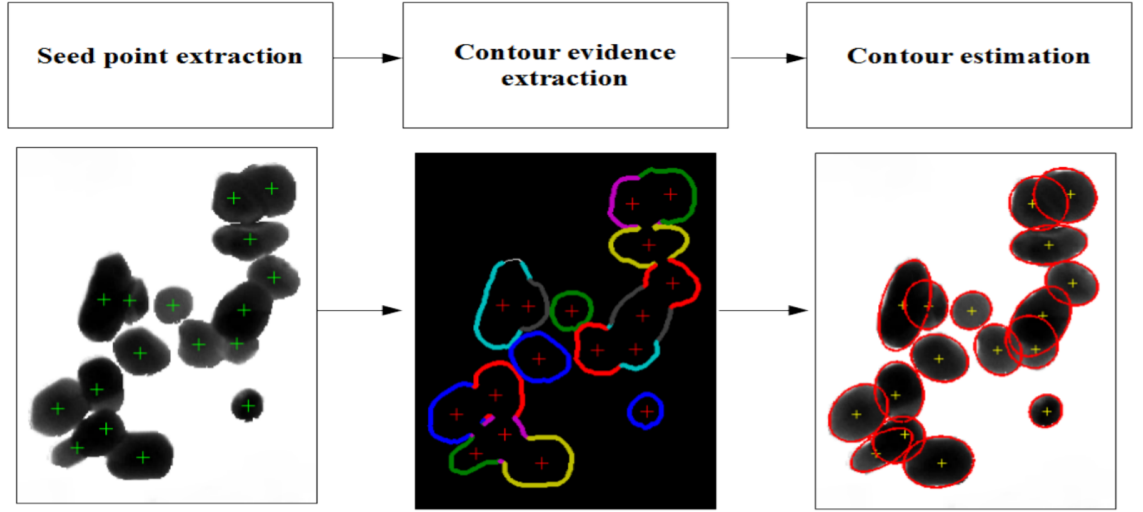 Seed point extraction
Contour evidence
extraction
Contour estimation